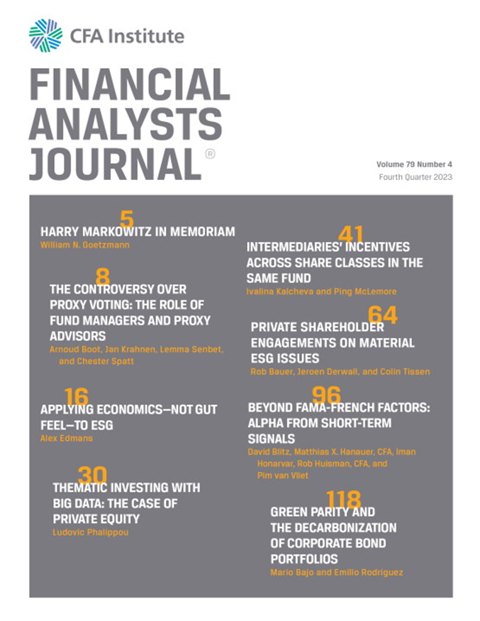 CFA Institute
FINANCIAL
ANALYSTS
JOURNAL®
Volume 79 Number 4
Fourth Quarter 2023
5
HARRY MARKOWITZ IN MEMORIAM
William N. Goetzmann
8
THE CONTROVERSY OVER
PROXY VOTING: THE ROLE OF
FUND MANAGERS AND PROXY
ADVISORS
Arnoud Boot, Jan Krahnen, Lemma Senbet,
and Chester Spatt
16
APPLYING ECONOMICS—NOT GUT
FEEL—TO ESG
Alex Edmans
30
THEMATIC INVESTING WITH
BIG DATA: THE CASE OF
PRIVATE EQUITY
Ludovic Phalippou
41
INTERMEDIARIES' INCENTIVES
ACROSS SHARE CLASSES IN THE
SAME FUND
Ivalina Kalcheva and Ping McLemore
64
PRIVATE SHAREHOLDER
ENGAGEMENTS ON MATERIAL
ESG ISSUES
Rob Bauer, Jeroen Derwall, and Colin Tissen
96
BEYOND FAMA-FRENCH FACTORS:
ALPHA FROM SHORT-TERM
SIGNALS
David Blitz, Matthias X. Hanauer, CFA, Iman
Honarvar, Rob Huisman, CFA, and
Pim van Vliet
118
GREEN PARITY AND
THE DECARBONIZATION
OF CORPORATE BOND
PORTFOLIOS
Mario Bajo and Emilio Rodríguez